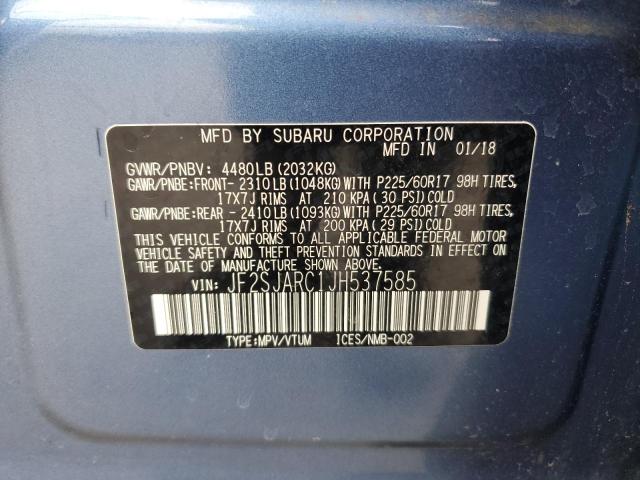 MFD BY SUBARU CORPORATION
MFD IN 01/18
GVWR/PNBV: 4480LB (2032KG)
GAWR/PNBE:FRONT- 2310LB (1048KG) WITH P225/60R17 98H TIRES,
17X7J RIMS AT 210 KPA (30 PSI) COLD
GAWR/PNBE:REAR - 2410LB (1093KG) WITH P225/60R17 98H TIRES,
17X7J RIMS AT 200 KPA (29 PSI) COLD
THIS VEHICLE CONFORMS TO ALL APPLICABLE FEDERAL MOTOR
VEHICLE SAFETY AND THEFT PREVENTION STANDARDS IN EFFECT ON
THE DATE OF MANUFACTURE SHOWN ABOVE.
VIN: JF2SJARC1JH537585
TYPE:MPV/VTUM ICES/NMB-002